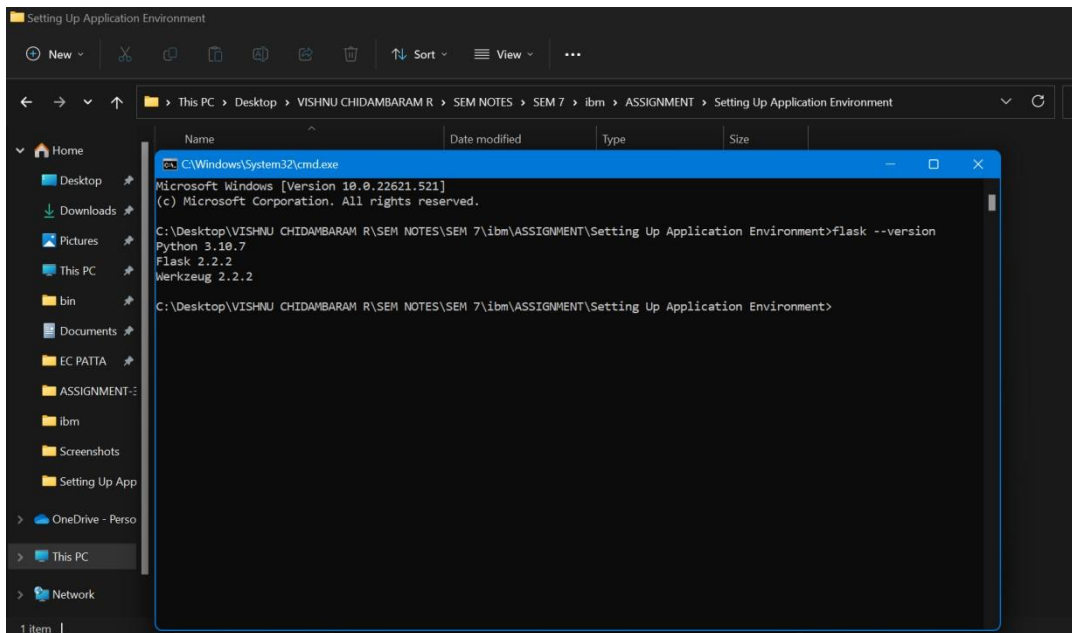 Setting Up Application Environment
New
Sort
View
This PC > Desktop > VISHNU CHIDAMBARAM R > SEM NOTES > SEM 7 > ibm > ASSIGNMENT > Setting Up Application Environment
Name Date modified Type Size
Home
Desktop
Downloads
Pictures
This PC
bin
Documents
EC PATTA
ASSIGNMENT-3
ibm
Screenshots
Setting Up App
OneDrive - Perso
This PC
Network
1 item
C:\Windows\System32\cmd.exe
Microsoft Windows [Version 10.0.22621.521]
(c) Microsoft Corporation. All rights reserved.
C:\Desktop\VISHNU CHIDAMBARAM R\SEM NOTES\SEM 7\ibm\ASSIGNMENT\Setting Up Application Environment>flask --version
Python 3.10.7
Flask 2.2.2
Werkzeug 2.2.2
C:\Desktop\VISHNU CHIDAMBARAM R\SEM NOTES\SEM 7\ibm\ASSIGNMENT\Setting Up Application Environment>